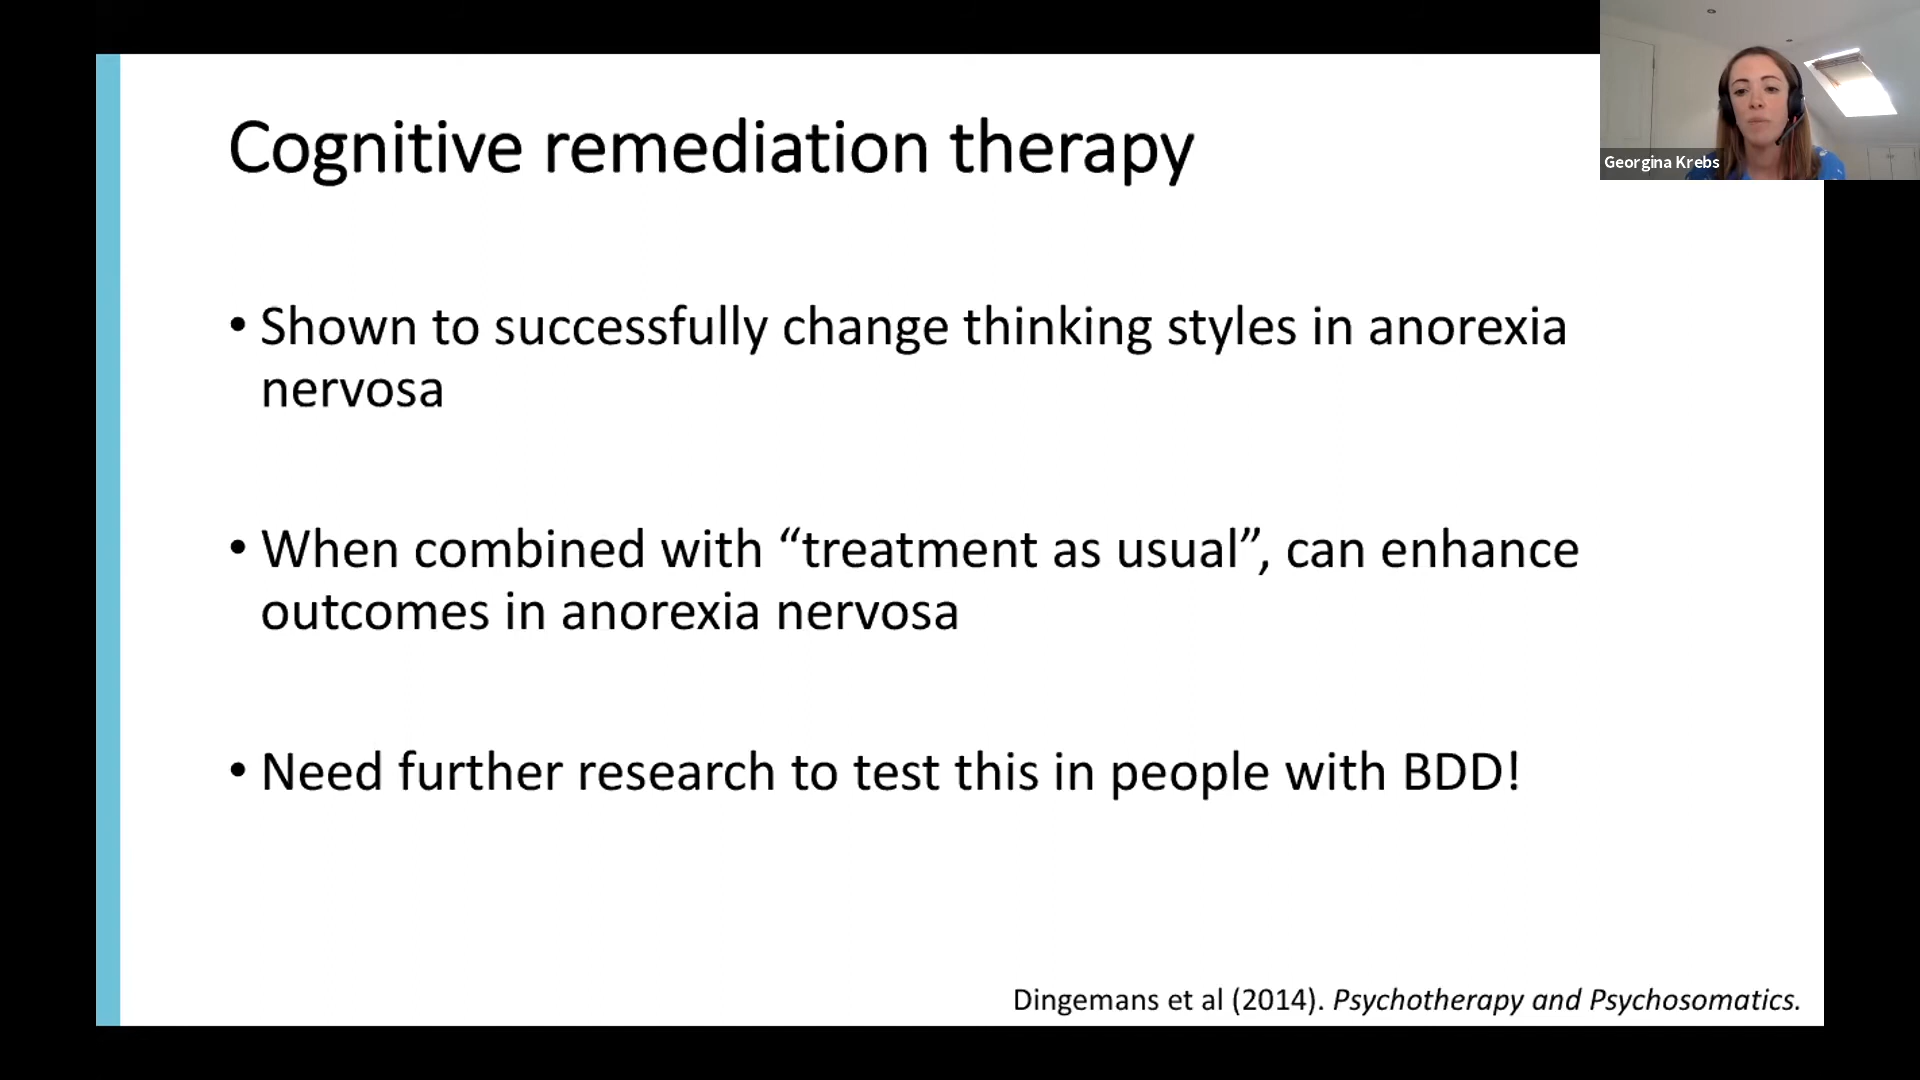 Cognitive remediation therapy
Georgina Krebs
• Shown to successfully change thinking styles in anorexia
nervosa
• When combined with “treatment as usual”, can enhance
outcomes in anorexia nervosa
• Need further research to test this in people with BDD!
Dingemans et al (2014). Psychotherapy and Psychosomatics.